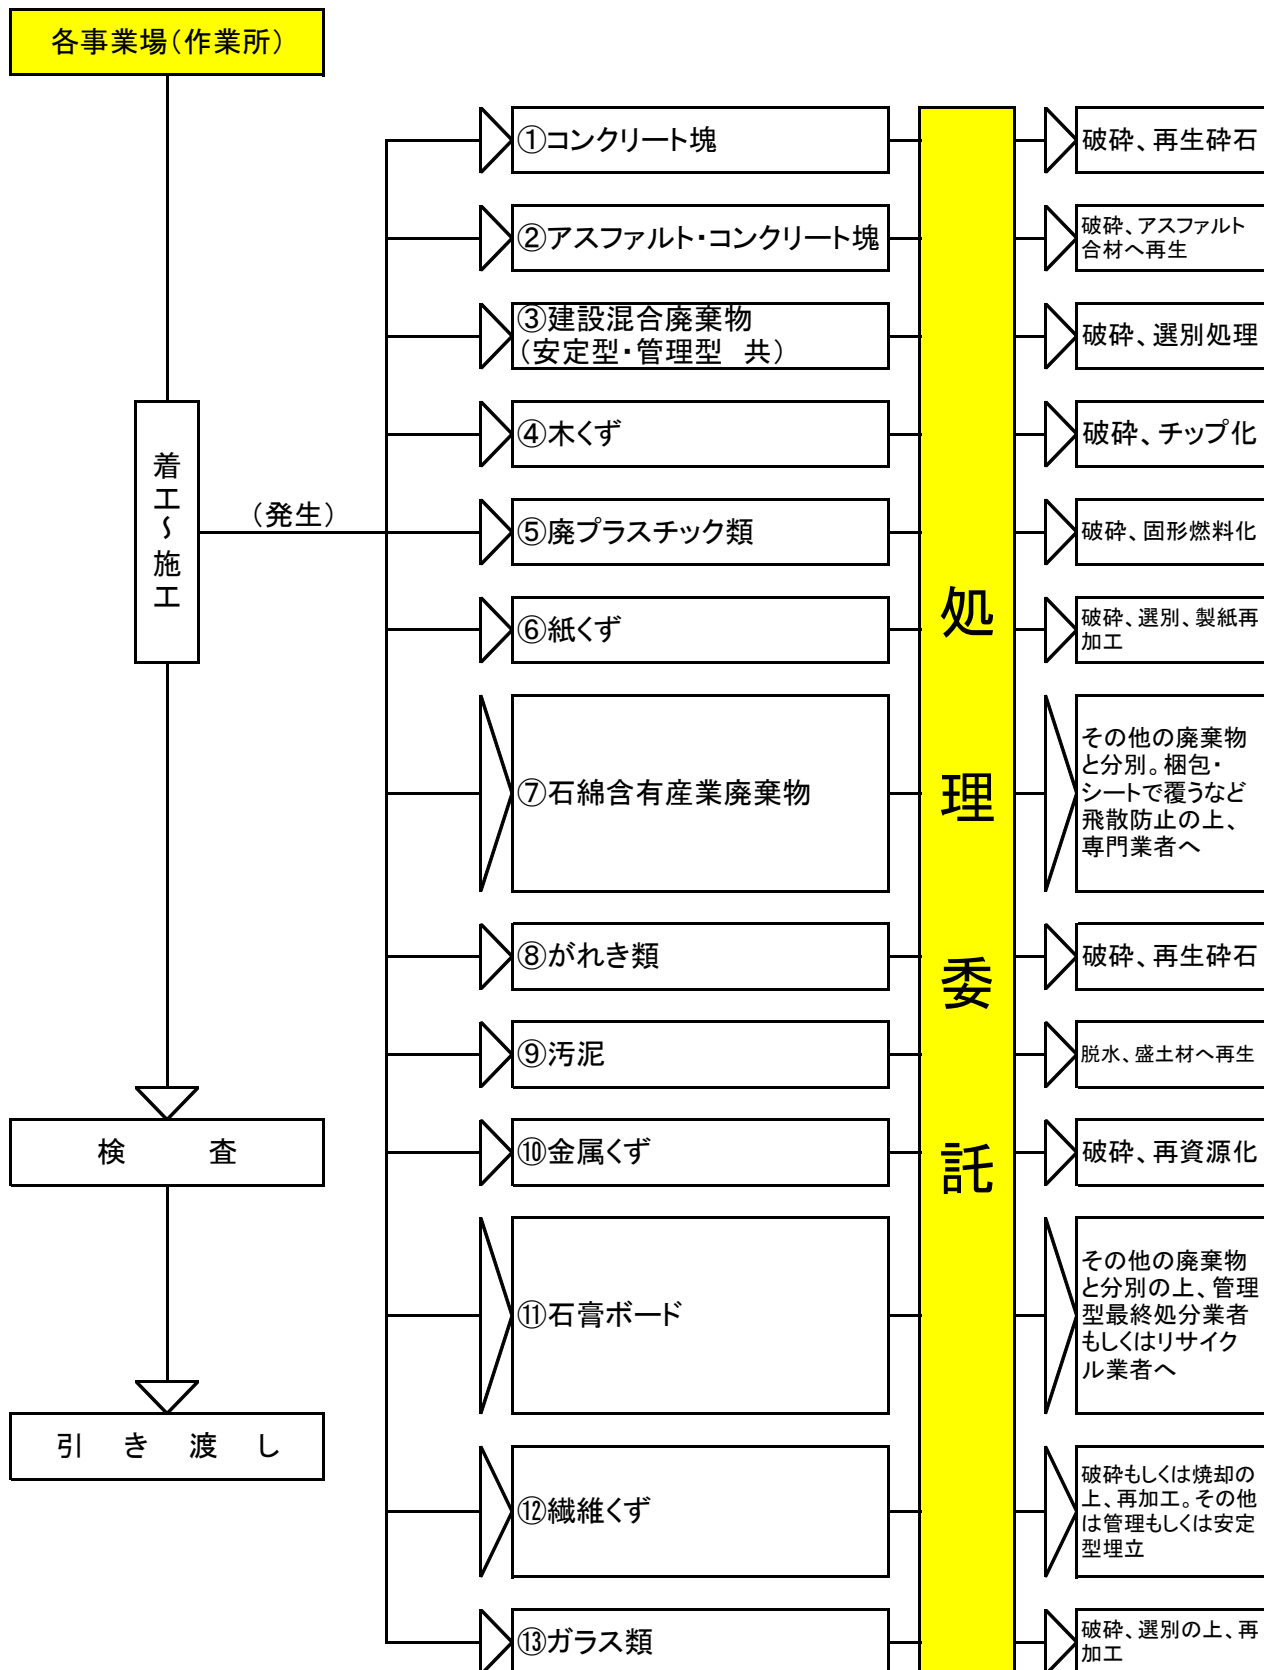 各事業場（作業所）
着工～施工
（発生）
検　査
引き渡し
①コンクリート塊
②アスファルト・コンクリート塊
③建設混合廃棄物
（安定型・管理型　共）
④木くず
⑤廃プラスチック類
⑥紙くず
⑦石綿含有産業廃棄物
⑧がれき類
⑨汚泥
⑩金属くず
⑪石膏ボード
⑫繊維くず
⑬ガラス類
処理委託
破砕、再生砕石
破砕、アスファルト
合材へ再生
破砕、選別処理
破砕、チップ化
破砕、固形燃料化
破砕、選別、製紙再
加工
その他の廃棄物
と分別。梱包・
シートで覆うなど
飛散防止の上、
専門業者へ
破砕、再生砕石
脱水、盛土材へ再生
破砕、再資源化
その他の廃棄物
と分別の上、管理
型最終処分業者
もしくはリサイク
ル業者へ
破砕もしくは焼却の
上、再加工。その他
は管理もしくは安定
型埋立
破砕、選別の上、再
加工